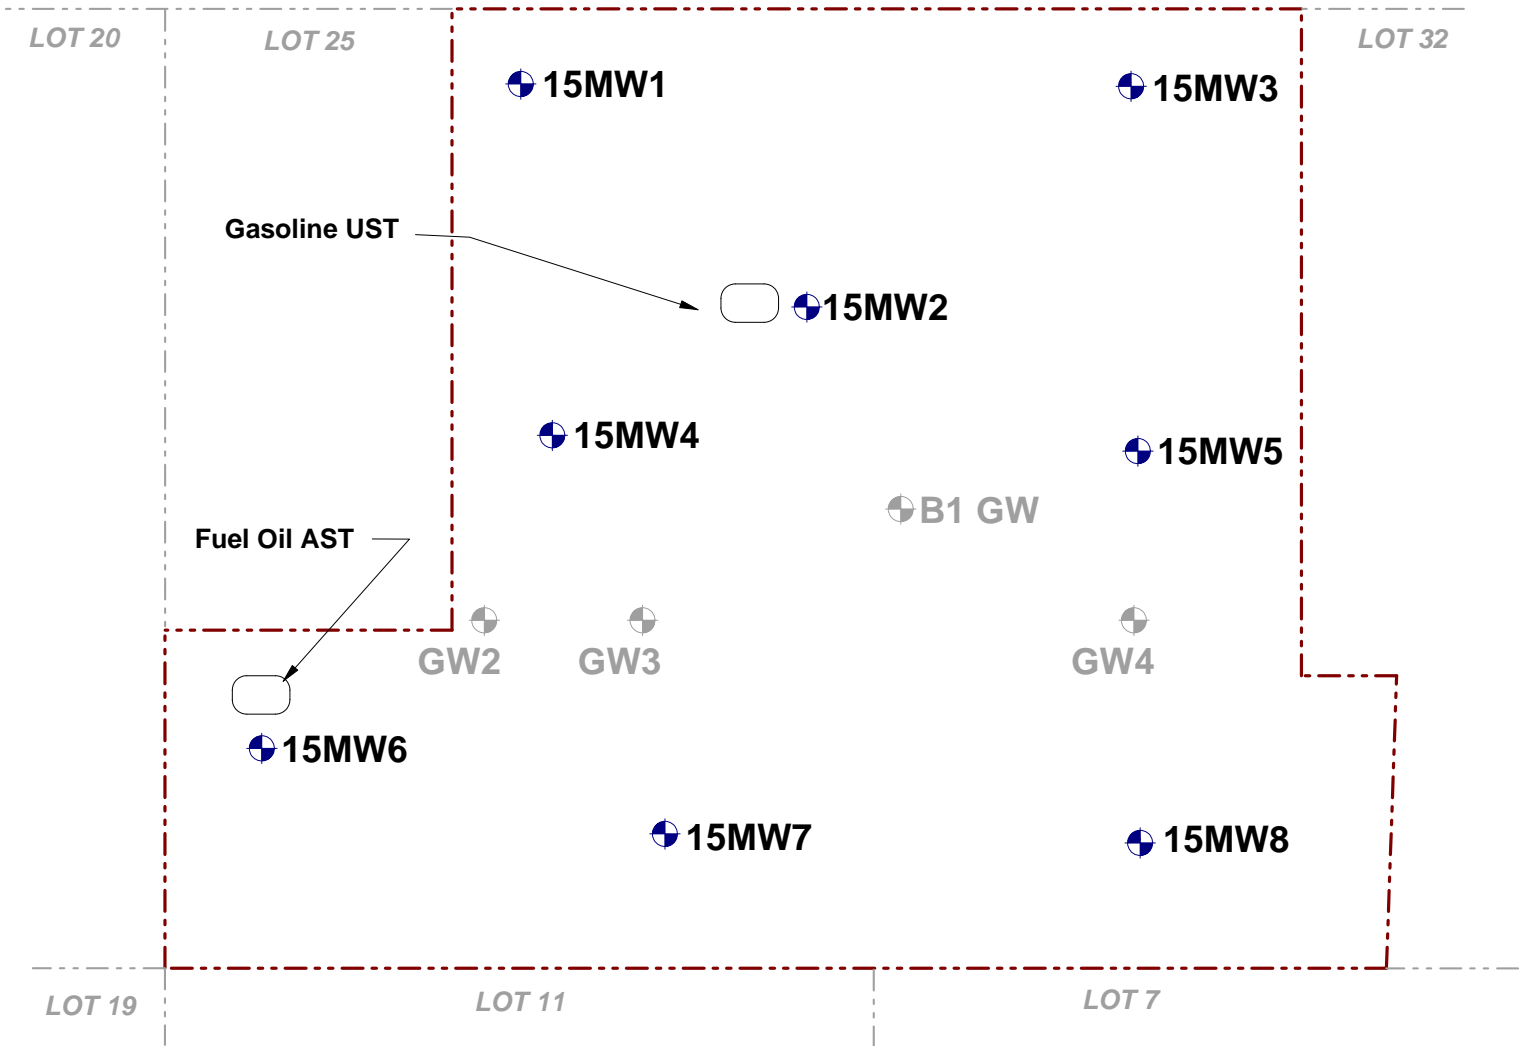 LOT 20
LOT 25
LOT 32
15MW1
15MW3
Gasoline UST
15MW2
15MW4
15MW5
B1 GW
Fuel Oil AST
GW2
GW3
GW4
15MW6
15MW7
15MW8
LOT 19
LOT 11
LOT 7